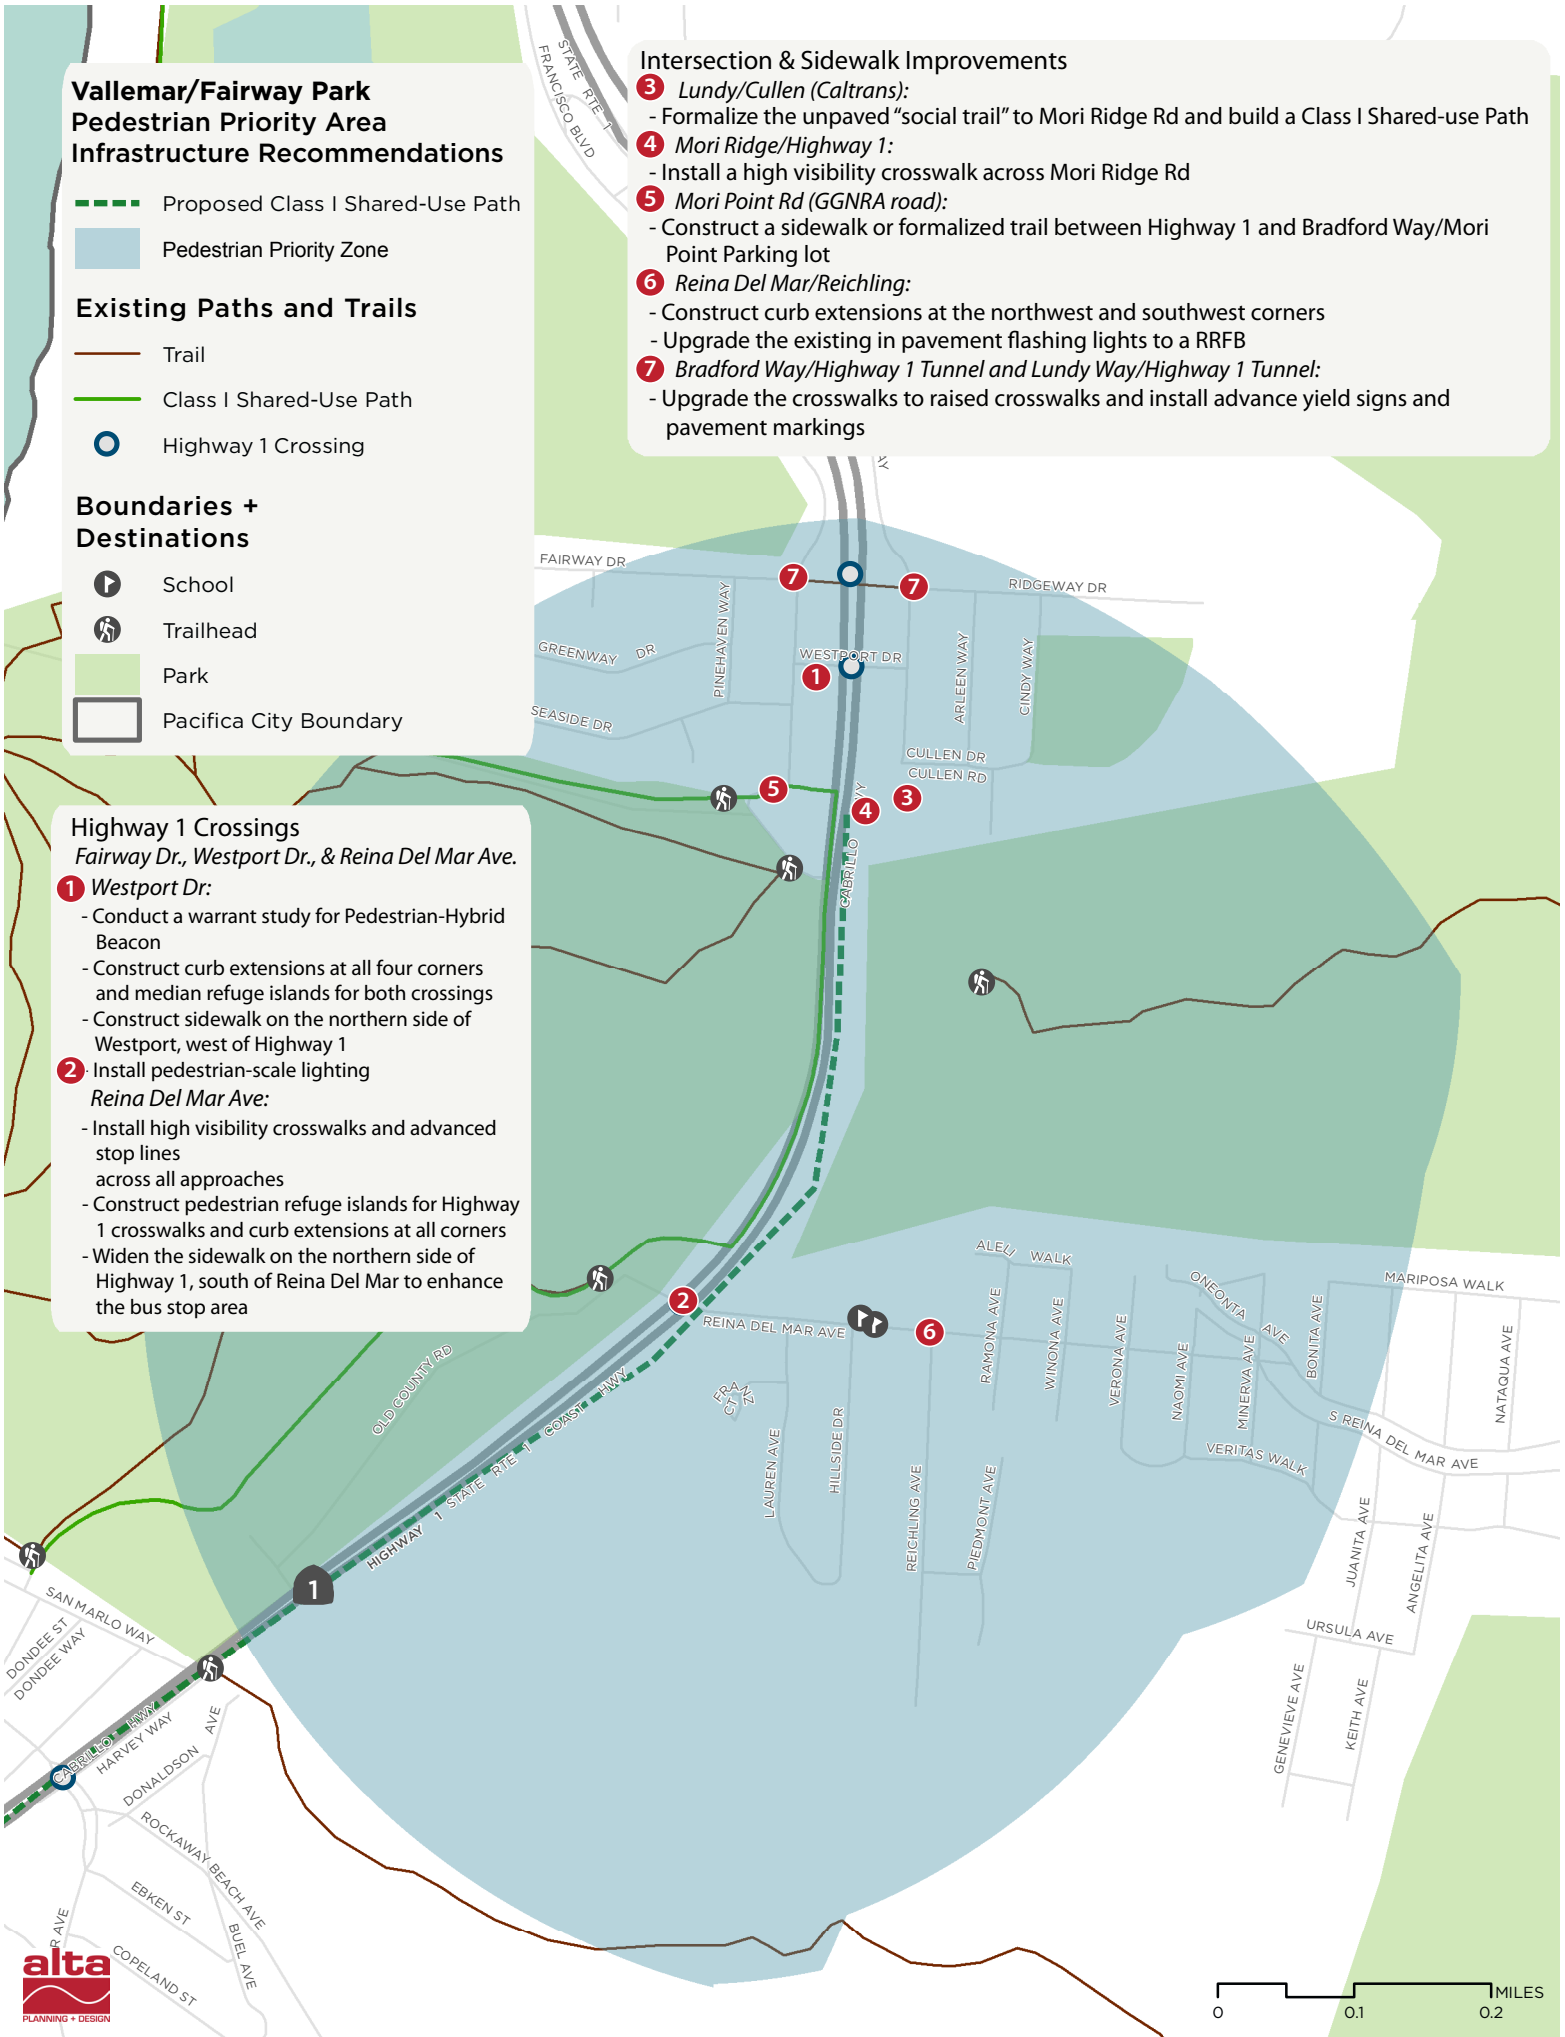 Vallemar/Fairway Park
Pedestrian Priority Area
Infrastructure Recommendations
Proposed Class I Shared-Use Path
Pedestrian Priority Zone
Existing Paths and Trails
Trail
Class I Shared-Use Path
Highway 1 Crossing
Boundaries +
Destinations
School
Trailhead
Park
Pacifica City Boundary
Intersection & Sidewalk Improvements
3 Lundy/Cullen (Caltrans):
- Formalize the unpaved “social trail” to Mori Ridge Rd and build a Class I Shared-use Path
4 Mori Ridge/Highway 1:
- Install a high visibility crosswalk across Mori Ridge Rd
5 Mori Point Rd (GGNRA road):
- Construct a sidewalk or formalized trail between Highway 1 and Bradford Way/Mori
Point Parking lot
6 Reina Del Mar/Reichling:
- Construct curb extensions at the northwest and southwest corners
- Upgrade the existing in pavement flashing lights to a RRFB
7 Bradford Way/Highway 1 Tunnel and Lundy Way/Highway 1 Tunnel:
- Upgrade the crosswalks to raised crosswalks and install advance yield signs and
pavement markings
Highway 1 Crossings
Fairway Dr., Westport Dr., & Reina Del Mar Ave.
1 Westport Dr:
- Conduct a warrant study for Pedestrian-Hybrid
Beacon
- Construct curb extensions at all four corners
and median refuge islands for both crossings
- Construct sidewalk on the northern side of
Westport, west of Highway 1
2 - Install pedestrian-scale lighting
Reina Del Mar Ave:
- Install high visibility crosswalks and advanced
stop lines
across all approaches
- Construct pedestrian refuge islands for Highway
1 crosswalks and curb extensions at all corners
- Widen the sidewalk on the northern side of
Highway 1, south of Reina Del Mar to enhance
the bus stop area
STATE RTE 1
FRANCISCO BLVD
AY
FAIRWAY DR
7
7
RIDGEWAY DR
GREENWAY DR
PINEHAVEN WAY
WESTPORT DR
1
ARLEEN WAY
CINDY WAY
SEASIDE DR
CULLEN DR
CULLEN RD
5
4
3
CABRILLO
2
REINA DEL MAR AVE
6
ALELI WALK
RAMONA AVE
WINONA AVE
VERONA AVE
NAOMI AVE
ONEONTA AVE
MINERVA AVE
BONITA AVE
MARIPOSA WALK
NATAQUA AVE
S REINA DEL MAR AVE
VERITAS WALK
OLD COUNTY RD
FRANZ CT
LAUREN AVE
HILLSIDE DR
REICHLING AVE
PIEDMONT AVE
JUANITA AVE
ANGELITA AVE
URSULA AVE
GENEVIEVE AVE
KEITH AVE
HIGHWAY 1 STATE RTE 1 COAST HWY
1
SAN MARLO WAY
DONDEE ST
DONDEE WAY
CABRILLO HWY
HARVEY WAY
DONALDSON AVE
ROCKAWAY BEACH AVE
EBKEN ST
BUEL AVE
COPELAND ST
R AVE
alta
PLANNING + DESIGN
MILES
0 0.1 0.2